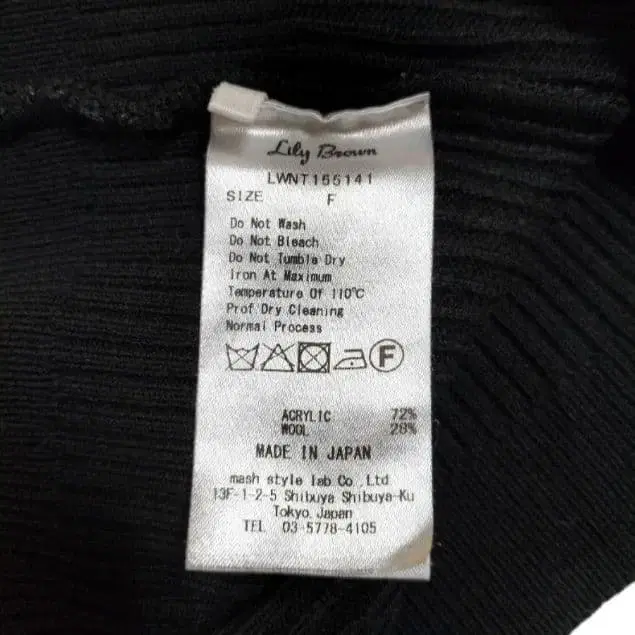 Lily Brown
LWNT155141
SIZE F
Do Not Wash
Do Not Bleach
Do Not Tumble Dry
Iron At Maximum
Temperature Of 110℃
Prof Dry Cleaning
Normal Process
F
ACRYLIC 72%
WOOL 28%
MADE IN JAPAN
mash style lab Co.,Ltd
13F-1-2-5 Shibuya Shibuya-Ku
Tokyo.Japan
TEL 03-5778-4105